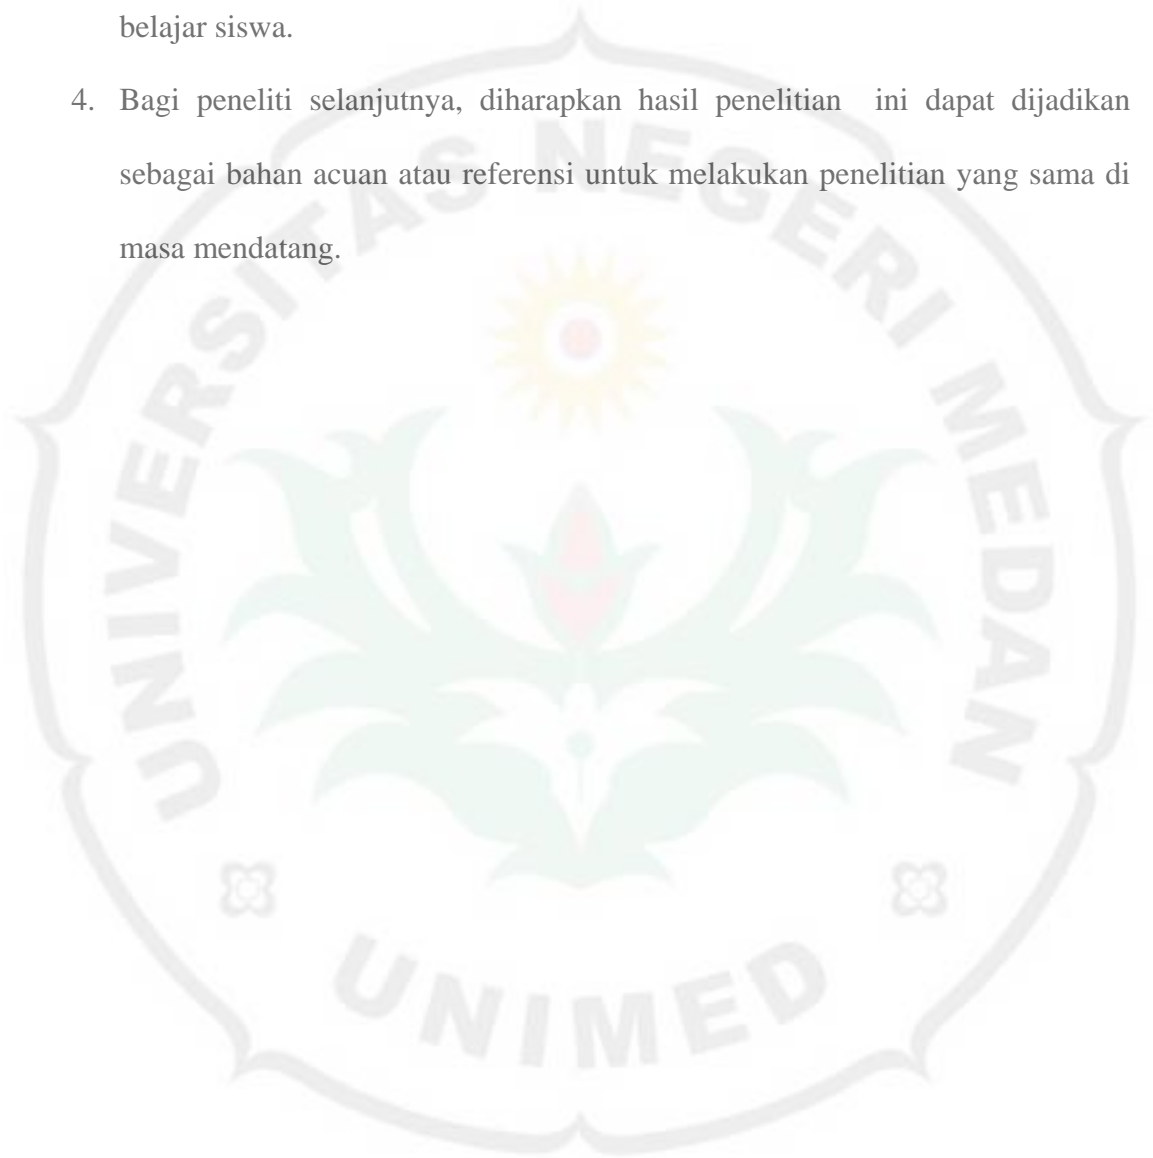 belajar siswa.
4. Bagi peneliti selanjutnya, diharapkan hasil penelitian ini dapat dijadikan
sebagai bahan acuan atau referensi untuk melakukan penelitian yang sama di
masa mendatang.
UNIVERSITAS NEGERI MEDAN
UNIMED